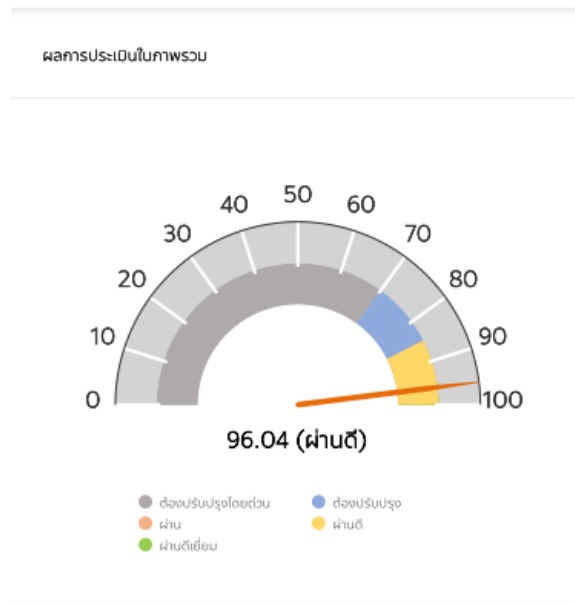 ผลการประเมินในภาพรวม
50
40 60
30 70
20 80
10 90
0 100
96.04 (ผ่านดี)
ต้องปรับปรุงโดยด่วน ต้องปรับปรุง
ผ่าน ผ่านดี
ผ่านดีเยี่ยม